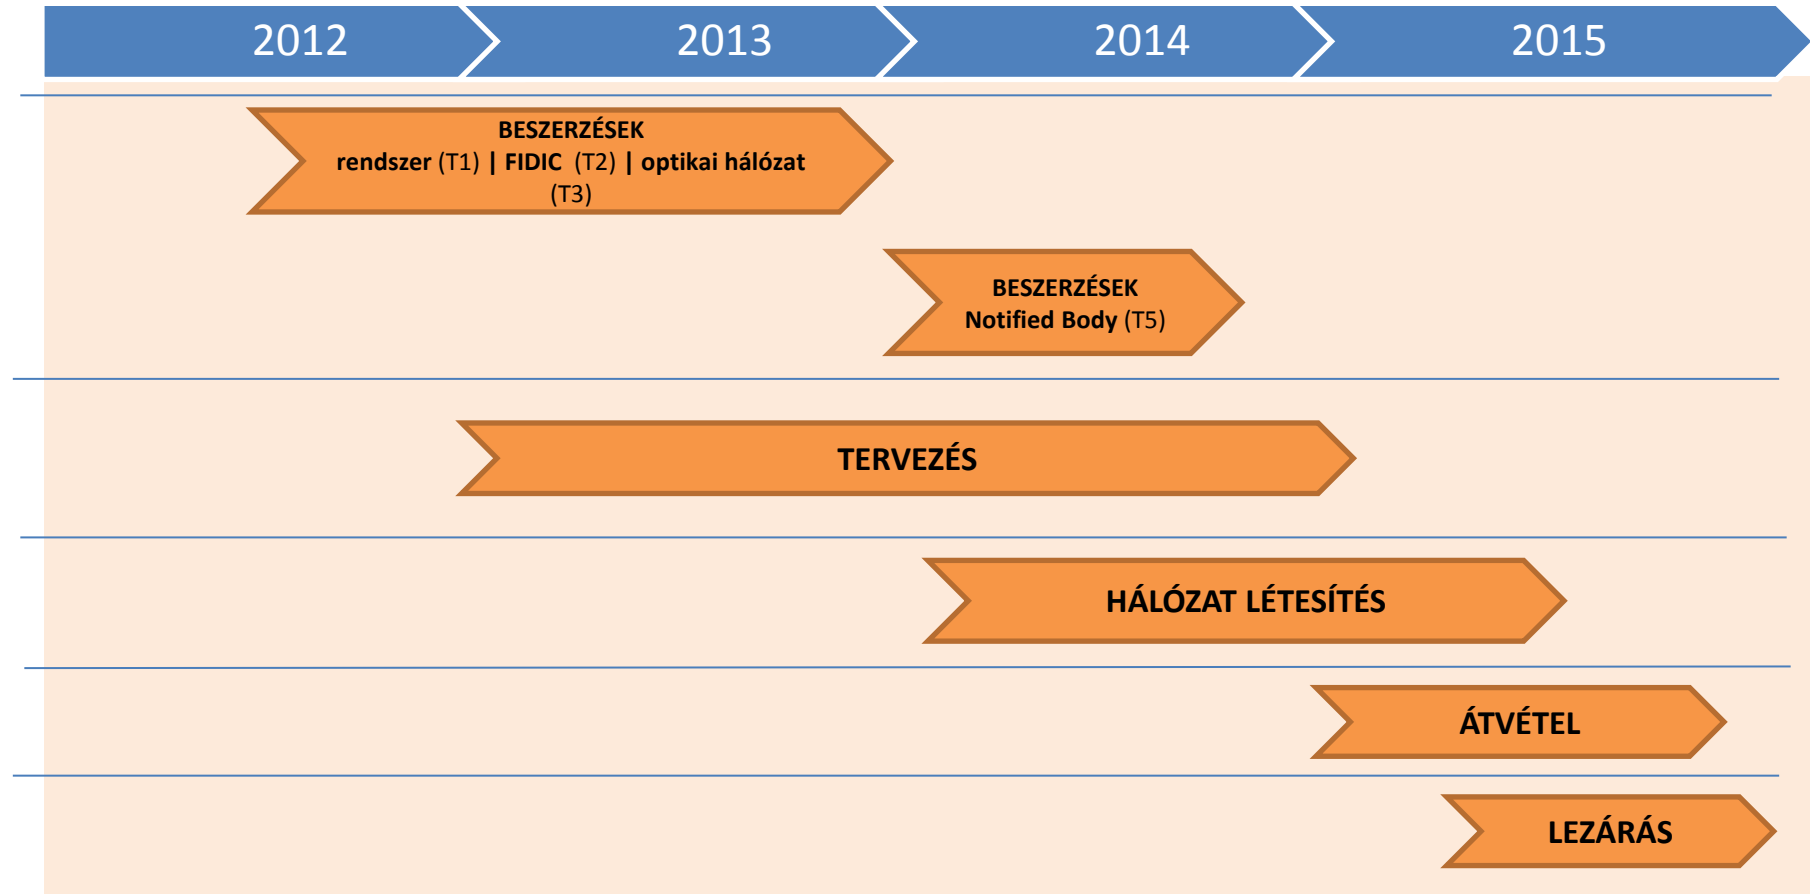 2012
2013
2014
2015
BESZERZÉSEK
rendszer (T1) | FIDIC (T2) | optikai hálózat
(T3)
BESZERZÉSEK
Notified Body (T5)
TERVEZÉS
HÁLÓZAT LÉTESÍTÉS
ÁTVÉTEL
LEZÁRÁS